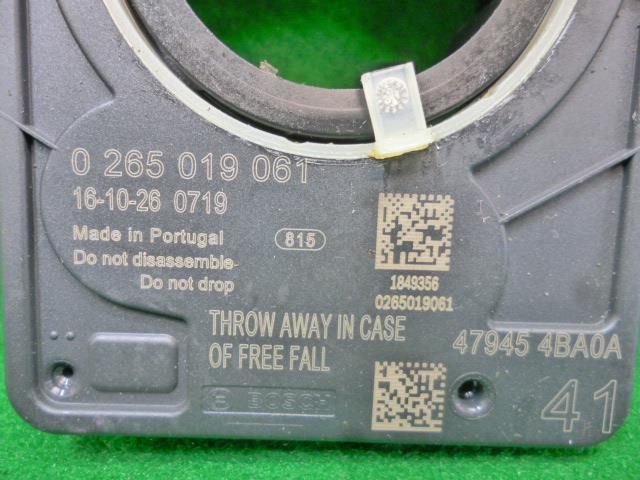 0 265 019 061
16-10-26 0719
Made in Portugal
815
Do not disassemble
Do not drop
1849356
0265019061
THROW AWAY IN CASE
OF FREE FALL
47945 4BA0A
BOSCH
41